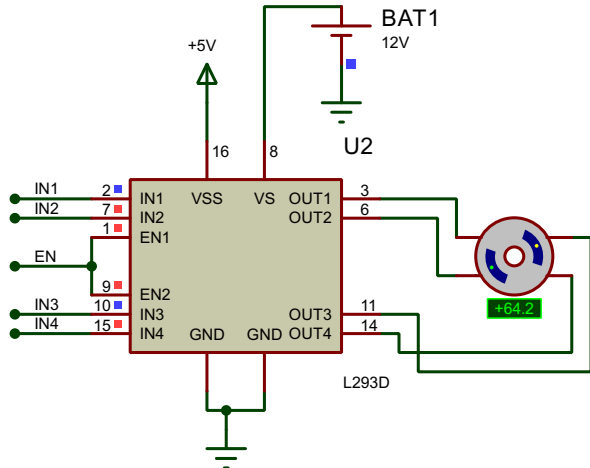 BAT1
12V
+5V
U2
16
8
IN1
2
IN1
VSS
VS
OUT1
3
IN2
7
IN2
OUT2
6
1
EN1
EN
+64.2
9
EN2
IN3
10
IN3
OUT3
11
IN4
15
IN4
GND
GND
OUT4
14
L293D